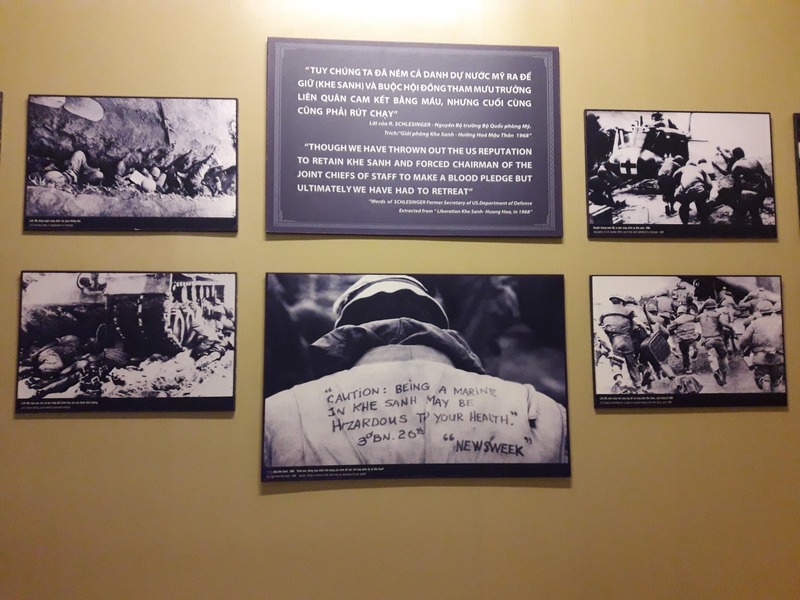 "TUY CHÚNG TA ĐÃ NÉM CẢ DANH DỰ NƯỚC MỸ RA ĐỂ
GIỮ (KHE SANH) VÀ BUỘC HỘI ĐỒNG THAM MƯU TRƯỞNG
LIÊN QUÂN CAM KẾT BẰNG MÁU, NHƯNG CUỐI CÙNG
CŨNG PHẢI RÚT CHẠY"
Lời của R. SCHLESINGER - Nguyên Bộ trưởng Bộ Quốc phòng Mỹ.
Trích:"Giải phóng Khe Sanh - Hướng Hoá Mậu Thân 1968"
"THOUGH WE HAVE THROWN OUT THE US REPUTATION
TO RETAIN KHE SANH AND FORCED CHAIRMAN OF THE
JOINT CHIEFS OF STAFF TO MAKE A BLOOD PLEDGE BUT
ULTIMATELY WE HAVE HAD TO RETREAT"
"Words of SCHLESINGER Former Secretary of US.Department of Defence
Extracted from " Liberation Khe Sanh- Huong Hoa, in 1968"
"CAUTION: BEING A MARINE
IN KHE SANH MAY BE
HAZARDOUS TO YOUR HEALTH."
3D BN. 26th
"NEWSWEEK"